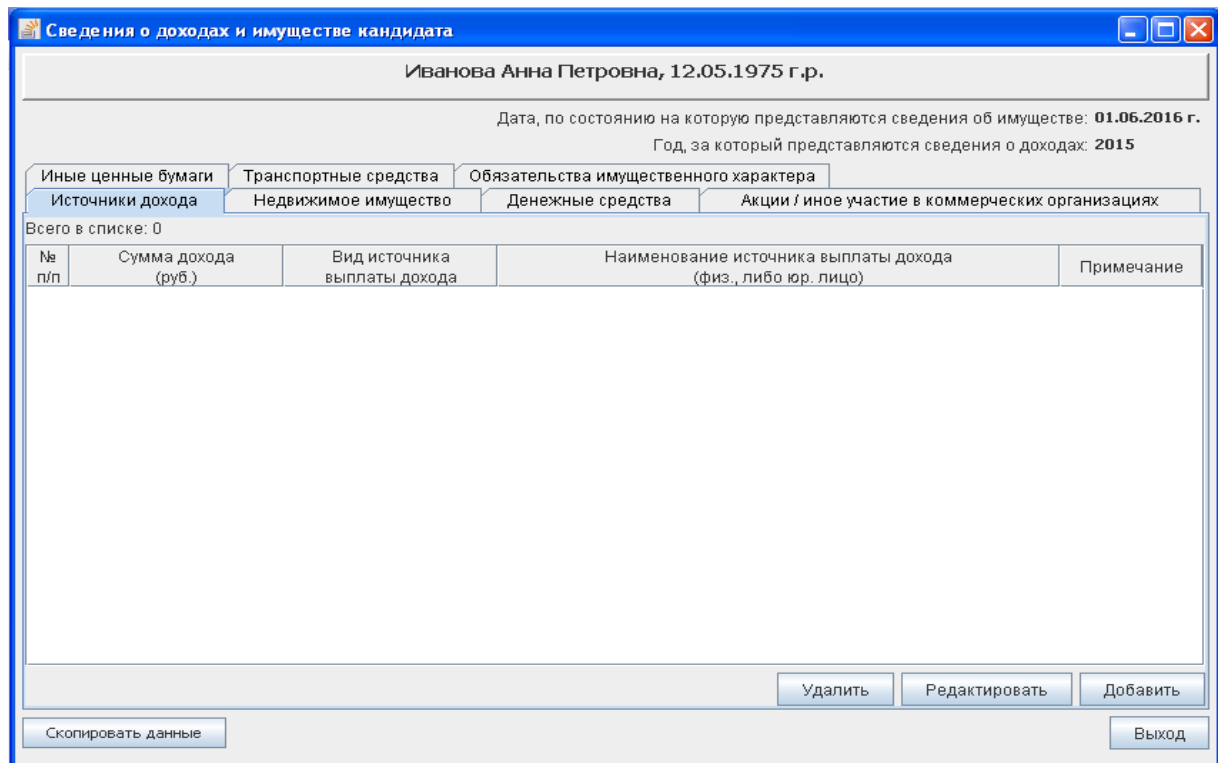 Сведения о доходах и имуществе кандидата
Иванова Анна Петровна, 12.05.1975 г.р.
Дата, по состоянию на которую представляются сведения об имуществе: 01.06.2016 г.
Год, за который представляются сведения о доходах: 2015
Иные ценные бумаги Транспортные средства Обязательства имущественного характера
Источники дохода Недвижимое имущество Денежные средства Акции / иное участие в коммерческих организациях
Всего в списке: 0
№ п/п
Сумма дохода (руб.)
Вид источника выплаты дохода
Наименование источника выплаты дохода (физ., либо юр. лицо)
Примечание
Удалить Редактировать Добавить
Скопировать данные Выход